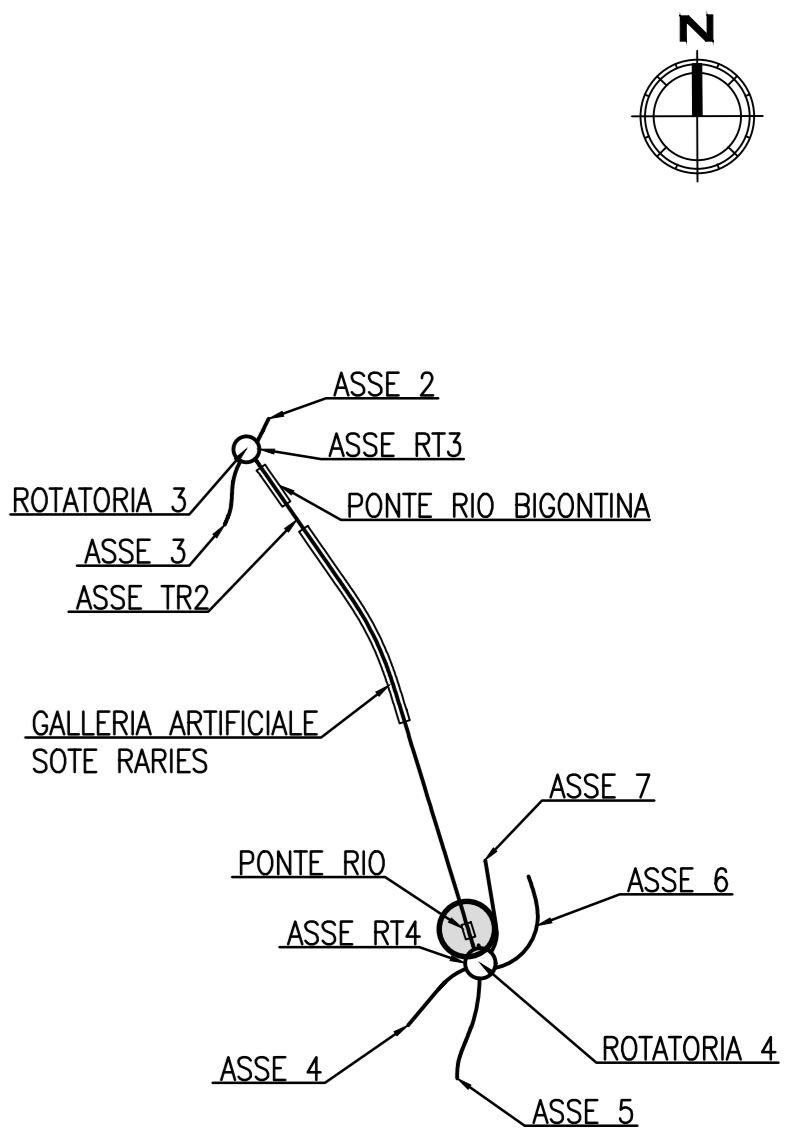 N
ASSE 2
ASSE RT3
ROTATORIA 3
PONTE RIO BIGONTINA
ASSE 3
ASSE TR2
GALLERIA ARTIFICIALE
SOTE RARIES
ASSE 7
PONTE RIO
ASSE 6
ASSE RT4
ROTATORIA 4
ASSE 4
ASSE 5